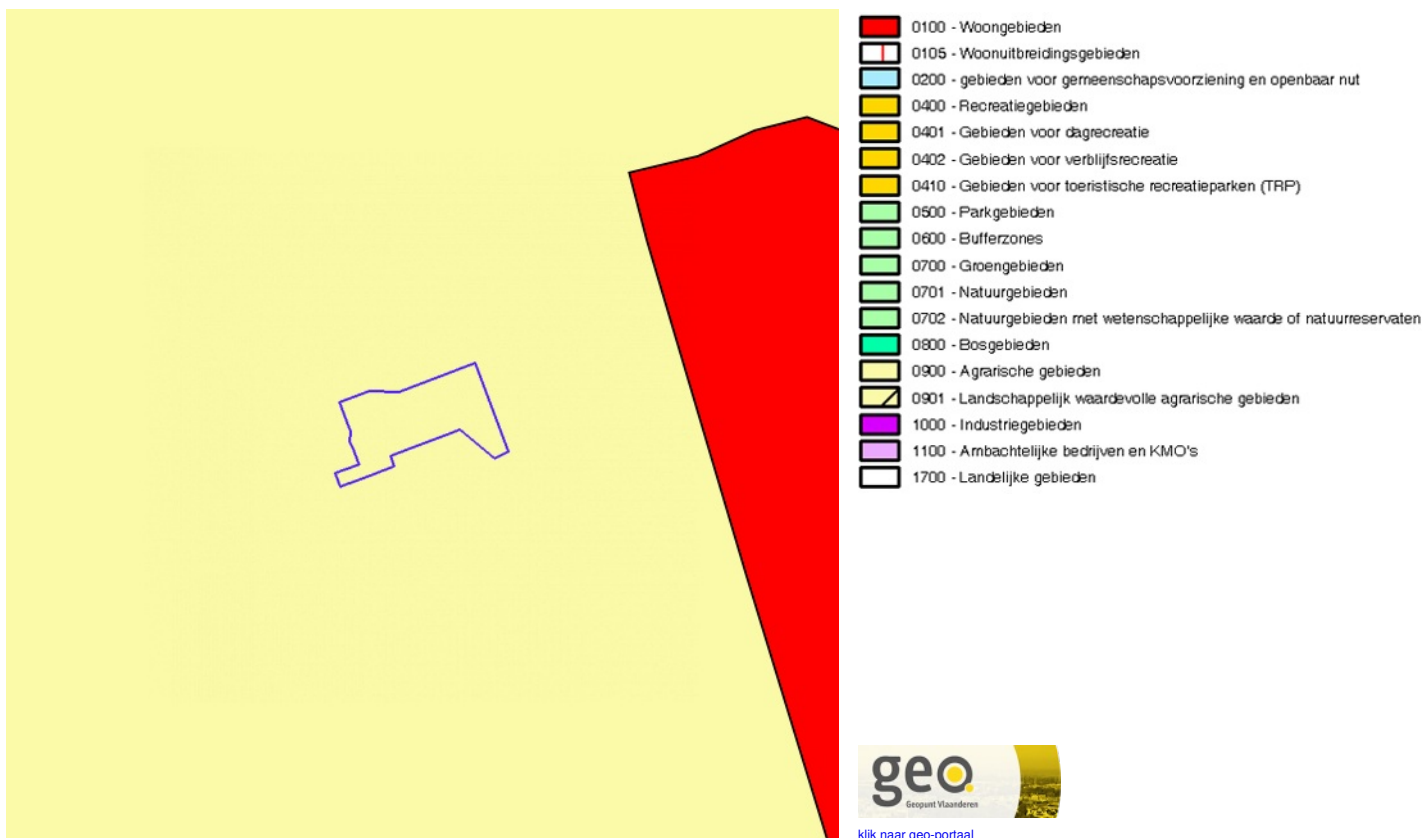 0100 - Woongebieden
0105 - Woonuitbreidingsgebieden
0200 - gebieden voor gemeenschapsvoorziening en openbaar nut
0400 - Recreatiegebieden
0401 - Gebieden voor dagrecreatie
0402 - Gebieden voor verblijfsrecreatie
0410 - Gebieden voor toeristische recreatieparken (TRP)
0500 - Parkgebieden
0600 - Bufferzones
0700 - Groengebieden
0701 - Natuurgebieden
0702 - Natuurgebieden met wetenschappelijke waarde of natuurreservaten
0800 - Bosgebieden
0900 - Agrarische gebieden
0901 - Landschappelijk waardevolle agrarische gebieden
1000 - Industriegebieden
1100 - Ambachtelijke bedrijven en KMO's
1700 - Landelijke gebieden
geo
Geopunt Vlaanderen
klik naar geo-portaal